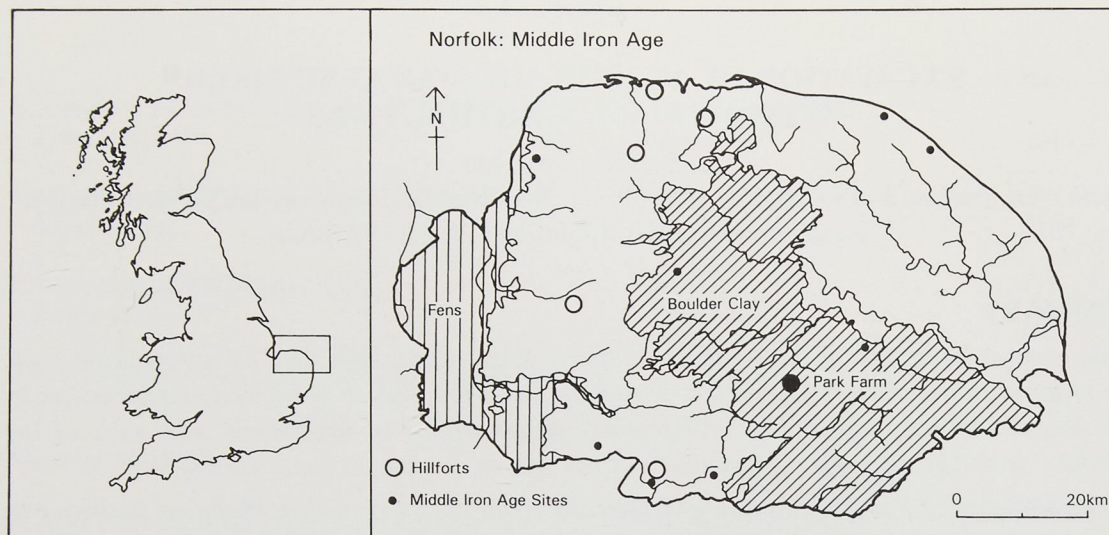 Norfolk: Middle Iron Age
N
Fens
Boulder Clay
Park Farm
Hillforts
Middle Iron Age Sites
0 20km